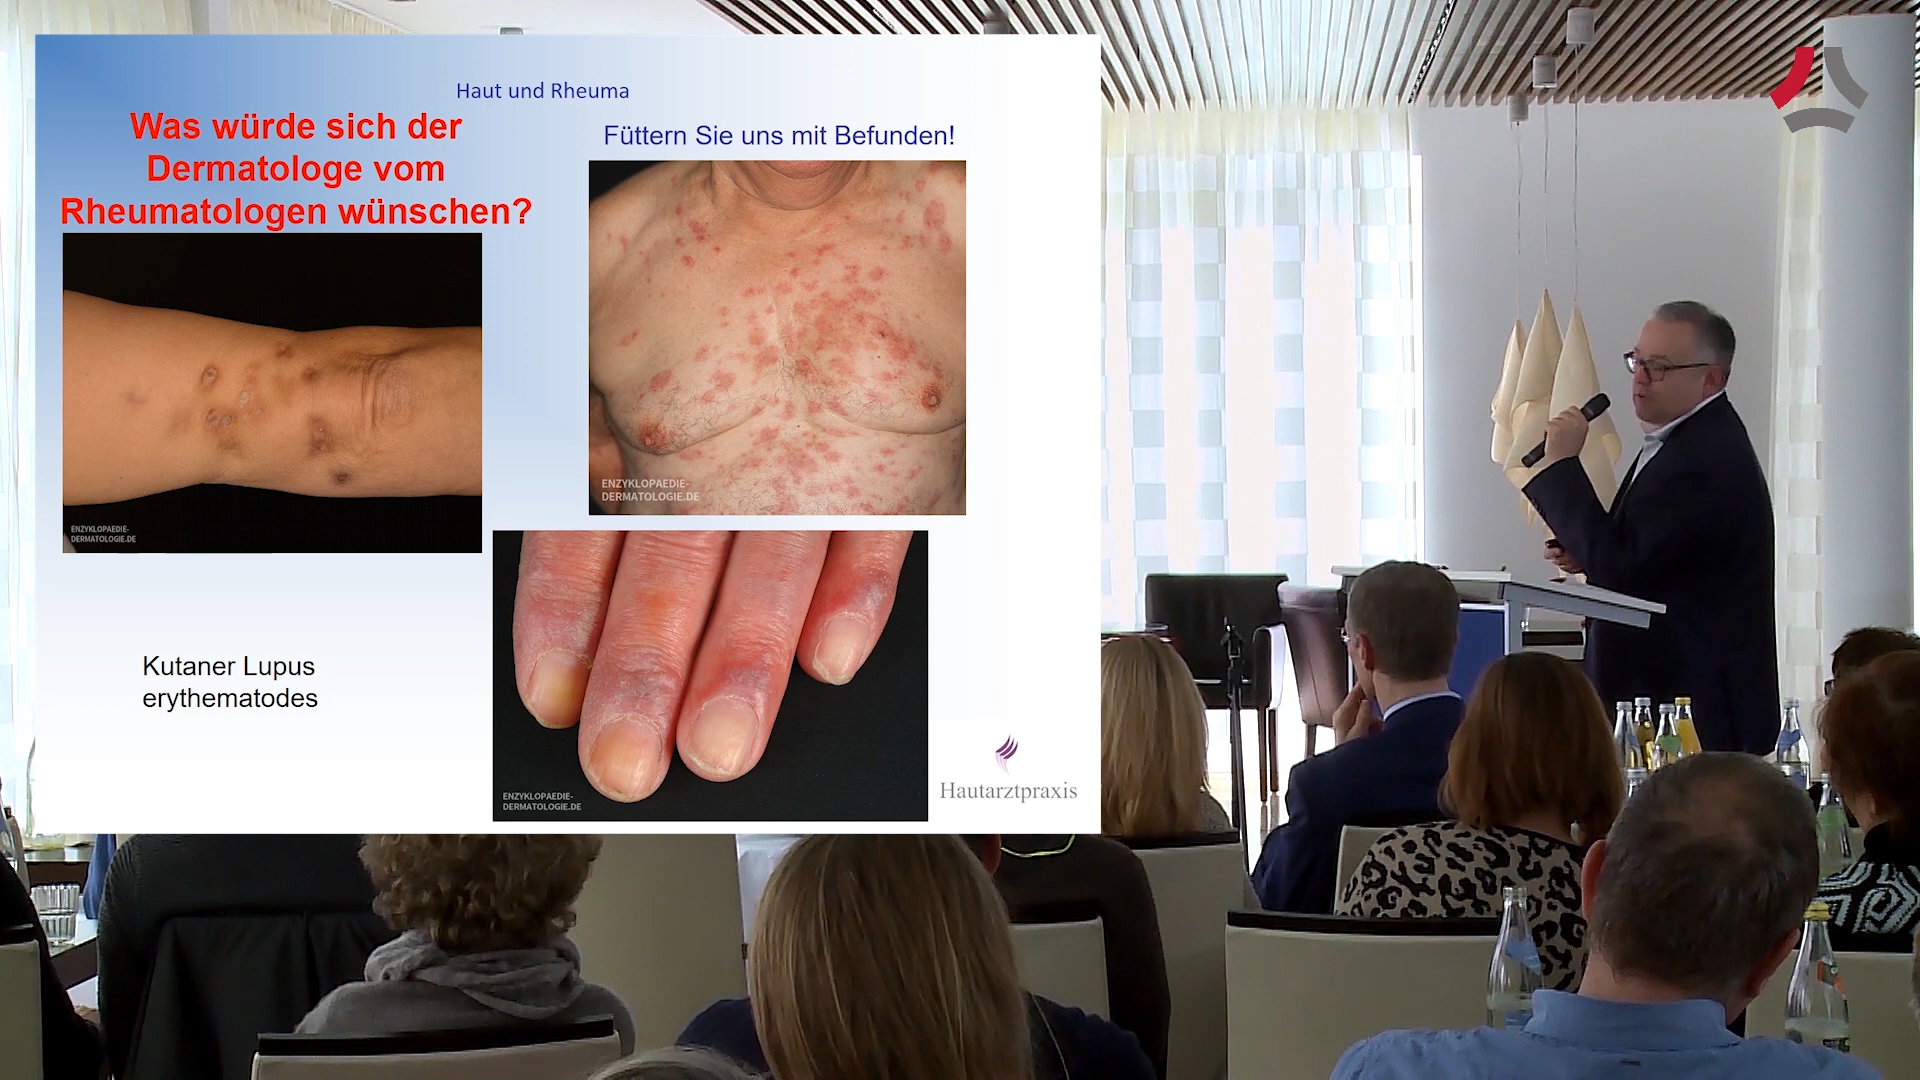 Haut und Rheuma
Was würde sich der
Dermatologe vom
Rheumatologen wünschen?
Füttern Sie uns mit Befunden!
ENZYKLOPAEDIE-
DERMATOLOGIE.DE
ENZYKLOPAEDIE-
DERMATOLOGIE.DE
Kutaner Lupus
erythematodes
ENZYKLOPAEDIE-
DERMATOLOGIE.DE
Hautarztpraxis